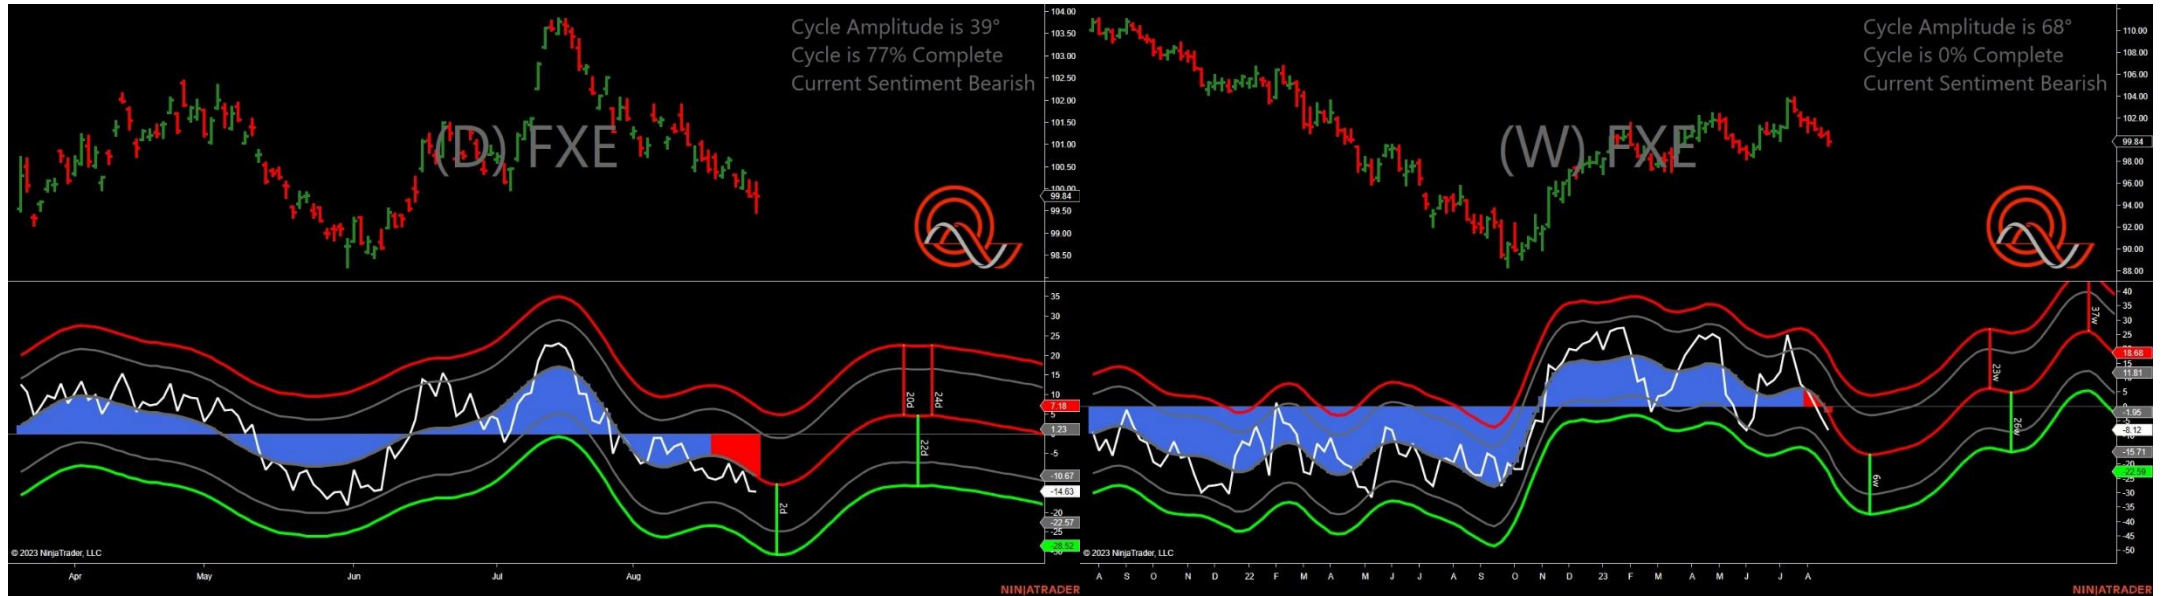 Cycle Amplitude is 39°
Cycle is 77% Complete
Current Sentiment Bearish
(D) FXE
104.00
103.50
103.00
102.50
102.00
101.50
101.00
100.50
100.00
99.84
99.50
99.00
98.50
35
30
25
20
15
10
7.18
5
1.23
-5
-10.67
-14.63
-20
-22.57
-25
-28.52
20d
24d
22d
2d
© 2023 NinjaTrader, LLC
Apr May Jun Jul Aug
NINJATRADER
Cycle Amplitude is 68°
Cycle is 0% Complete
Current Sentiment Bearish
(W) FXE
110.00
108.00
106.00
104.00
102.00
99.84
98.00
96.00
94.00
92.00
90.00
88.00
40
35
30
25
18.68
11.81
5
-1.95
-8.12
-15.71
-22.59
-30
-35
-40
-45
-50
37w
23w
26w
6w
© 2023 NinjaTrader, LLC
A S O N D 22 F M A M J J A S O N D 23 F M A M J J A
NINJATRADER